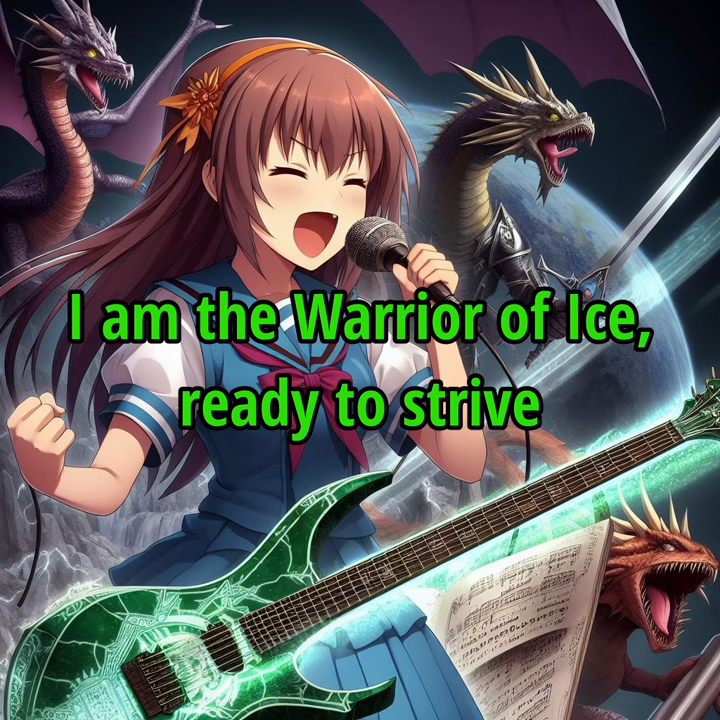 I am the Warrior of Ice,
ready to strive